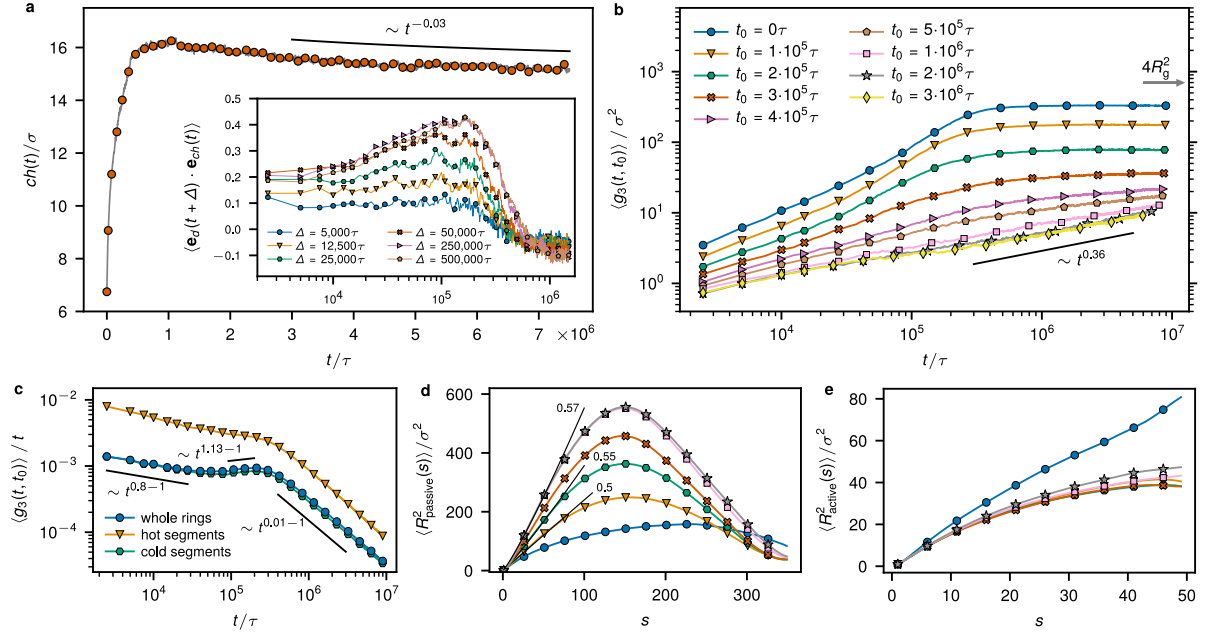 a
∼ t^−0.03
16
14
12
10
8
6
ch(t)/σ
0 1 2 3 4 5 6 7 ×10^6
t/τ
0.5
0.4
0.3
0.2
0.1
0.0
−0.1
⟨e_d(t + Δ) · e_ch(t)⟩
Δ = 5,000τ
Δ = 12,500τ
Δ = 25,000τ
Δ = 50,000τ
Δ = 250,000τ
Δ = 500,000τ
10^4 10^5 10^6
b
t_0 = 0τ
t_0 = 1·10^5τ
t_0 = 2·10^5τ
t_0 = 3·10^5τ
t_0 = 4·10^5τ
t_0 = 5·10^5τ
t_0 = 1·10^6τ
t_0 = 2·10^6τ
t_0 = 3·10^6τ
4R_g^2
10^3
10^2
10^1
10^0
⟨g_3(t, t_0)⟩ / σ^2
∼ t^0.36
10^4 10^5 10^6 10^7
t/τ
c
10^−2
10^−3
10^−4
⟨g_3(t, t_0)⟩ / t
∼ t^1.13−1
∼ t^0.8−1
∼ t^0.01−1
whole rings
hot segments
cold segments
10^4 10^5 10^6 10^7
t/τ
d
600
400
200
0
⟨R^2_passive(s)⟩/σ^2
0.57
0.55
0.5
0 100 200 300
s
e
80
60
40
20
0
⟨R^2_active(s)⟩/σ^2
0 10 20 30 40 50
s